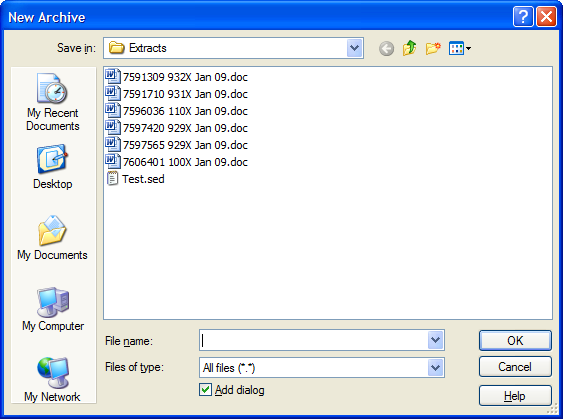 New Archive
Save in: Extracts
My Recent
Documents
Desktop
My Documents
My Computer
My Network
7591309 932X Jan 09.doc
7591710 931X Jan 09.doc
7596036 110X Jan 09.doc
7597420 929X Jan 09.doc
7597565 929X Jan 09.doc
7606401 100X Jan 09.doc
Test.sed
File name:
OK
Files of type: All files (*.*)
Cancel
Add dialog
Help